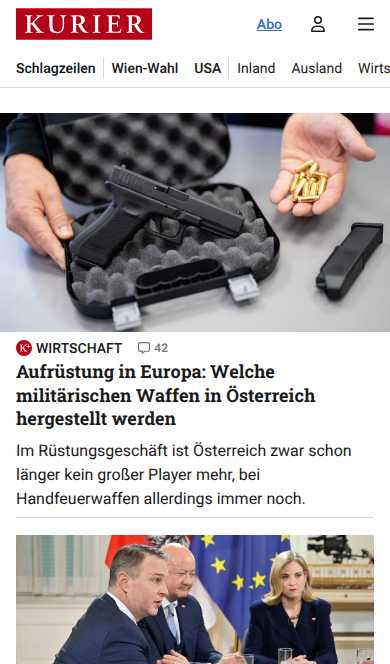 KURIER
Abo
Schlagzeilen
Wien-Wahl
USA
Inland
Ausland
Wirts
K+ WIRTSCHAFT 42
Aufrüstung in Europa: Welche
militärischen Waffen in Österreich
hergestellt werden
Im Rüstungsgeschäft ist Österreich zwar schon
länger kein großer Player mehr, bei
Handfeuerwaffen allerdings immer noch.